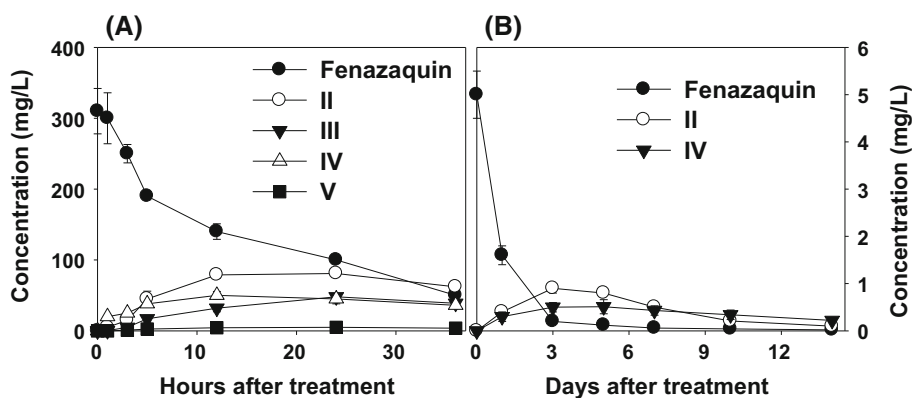 (A)
(B)
Concentration (mg/L)
400
300
200
100
0
Fenazaquin
II
III
IV
V
0
10
20
30
Hours after treatment
Fenazaquin
II
IV
0
3
6
9
12
Days after treatment
6
5
4
3
2
1
0
Concentration (mg/L)